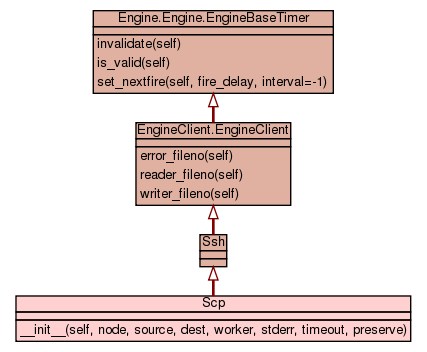 Engine.Engine.EngineBaseTimer
invalidate(self)
is_valid(self)
set_nextfire(self, fire_delay, interval=-1)
EngineClient.EngineClient
error_fileno(self)
reader_fileno(self)
writer_fileno(self)
Ssh
Scp
__init__(self, node, source, dest, worker, stderr, timeout, preserve)